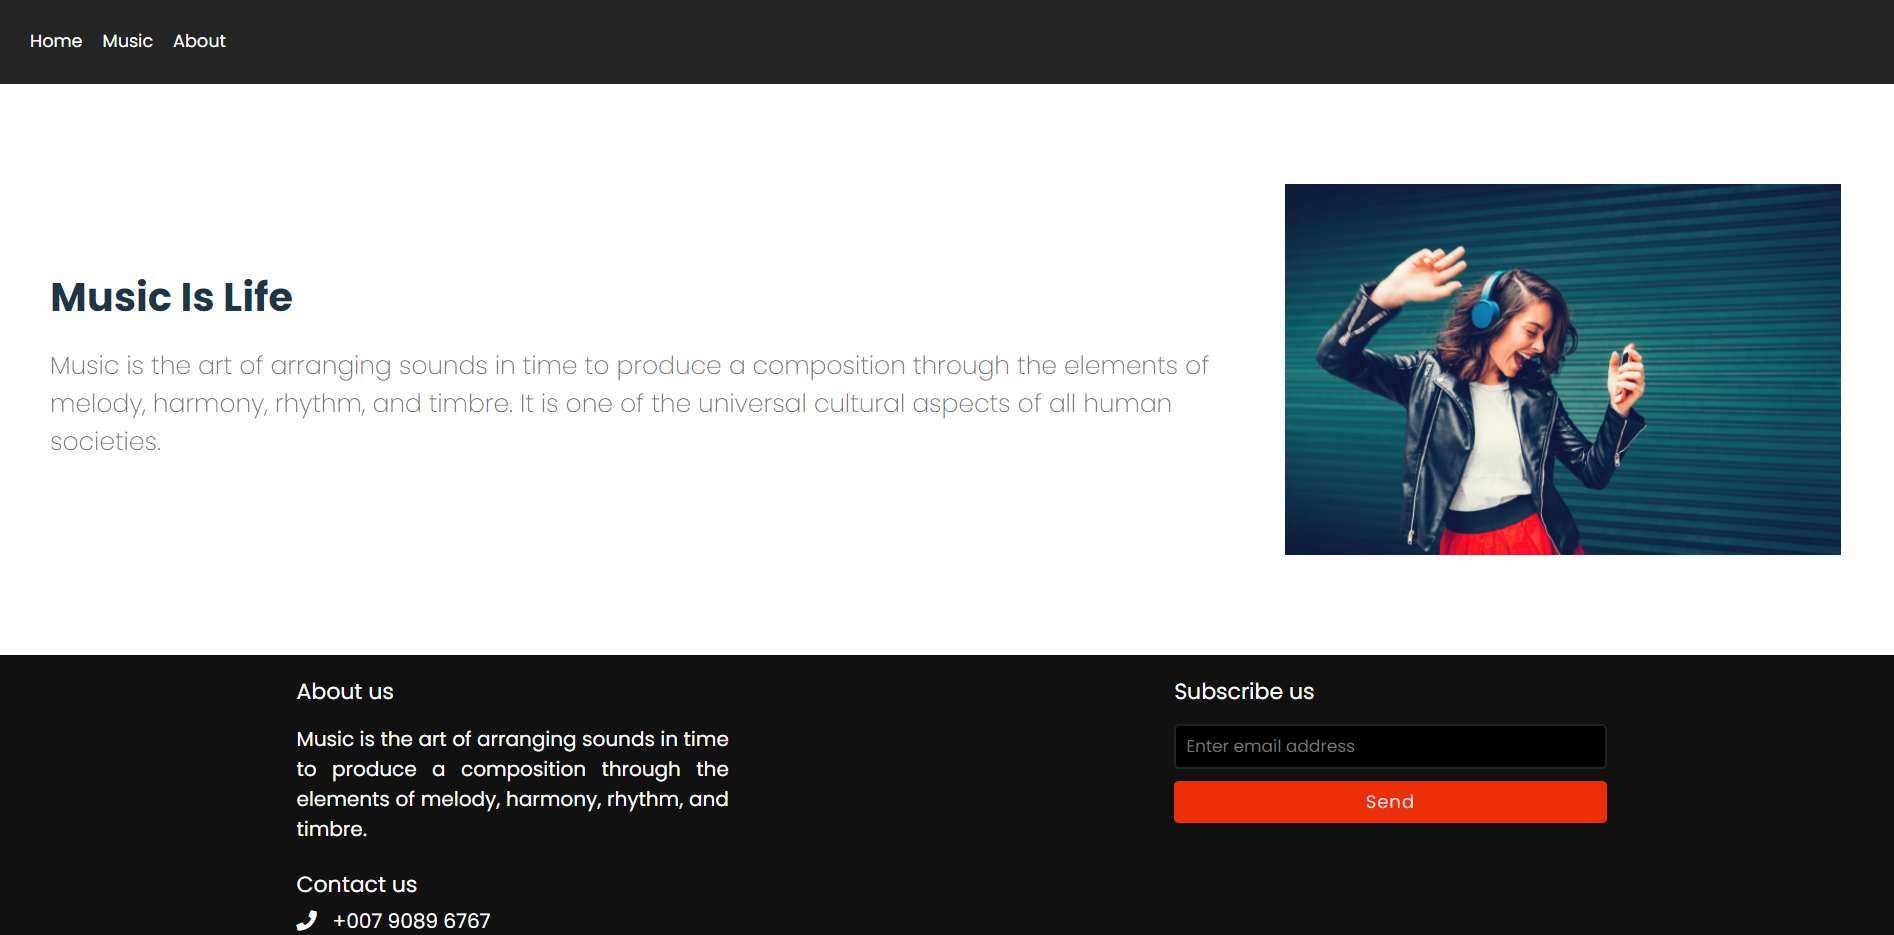 Home Music About
Music Is Life
Music is the art of arranging sounds in time to produce a composition through the elements of
melody, harmony, rhythm, and timbre. It is one of the universal cultural aspects of all human
societies.
About us
Music is the art of arranging sounds in time
to produce a composition through the
elements of melody, harmony, rhythm, and
timbre.
Contact us
+007 9089 6767
Subscribe us
Enter email address
Send